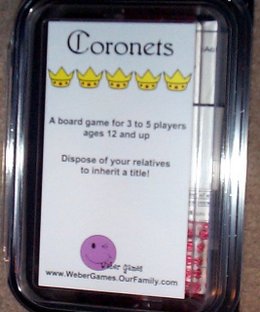 Coronets
A board game for 3 to 5 players
ages 12 and up
Dispose of your relatives
to inherit a title!
Weber Games
www.WeberGames.OurFamily.com